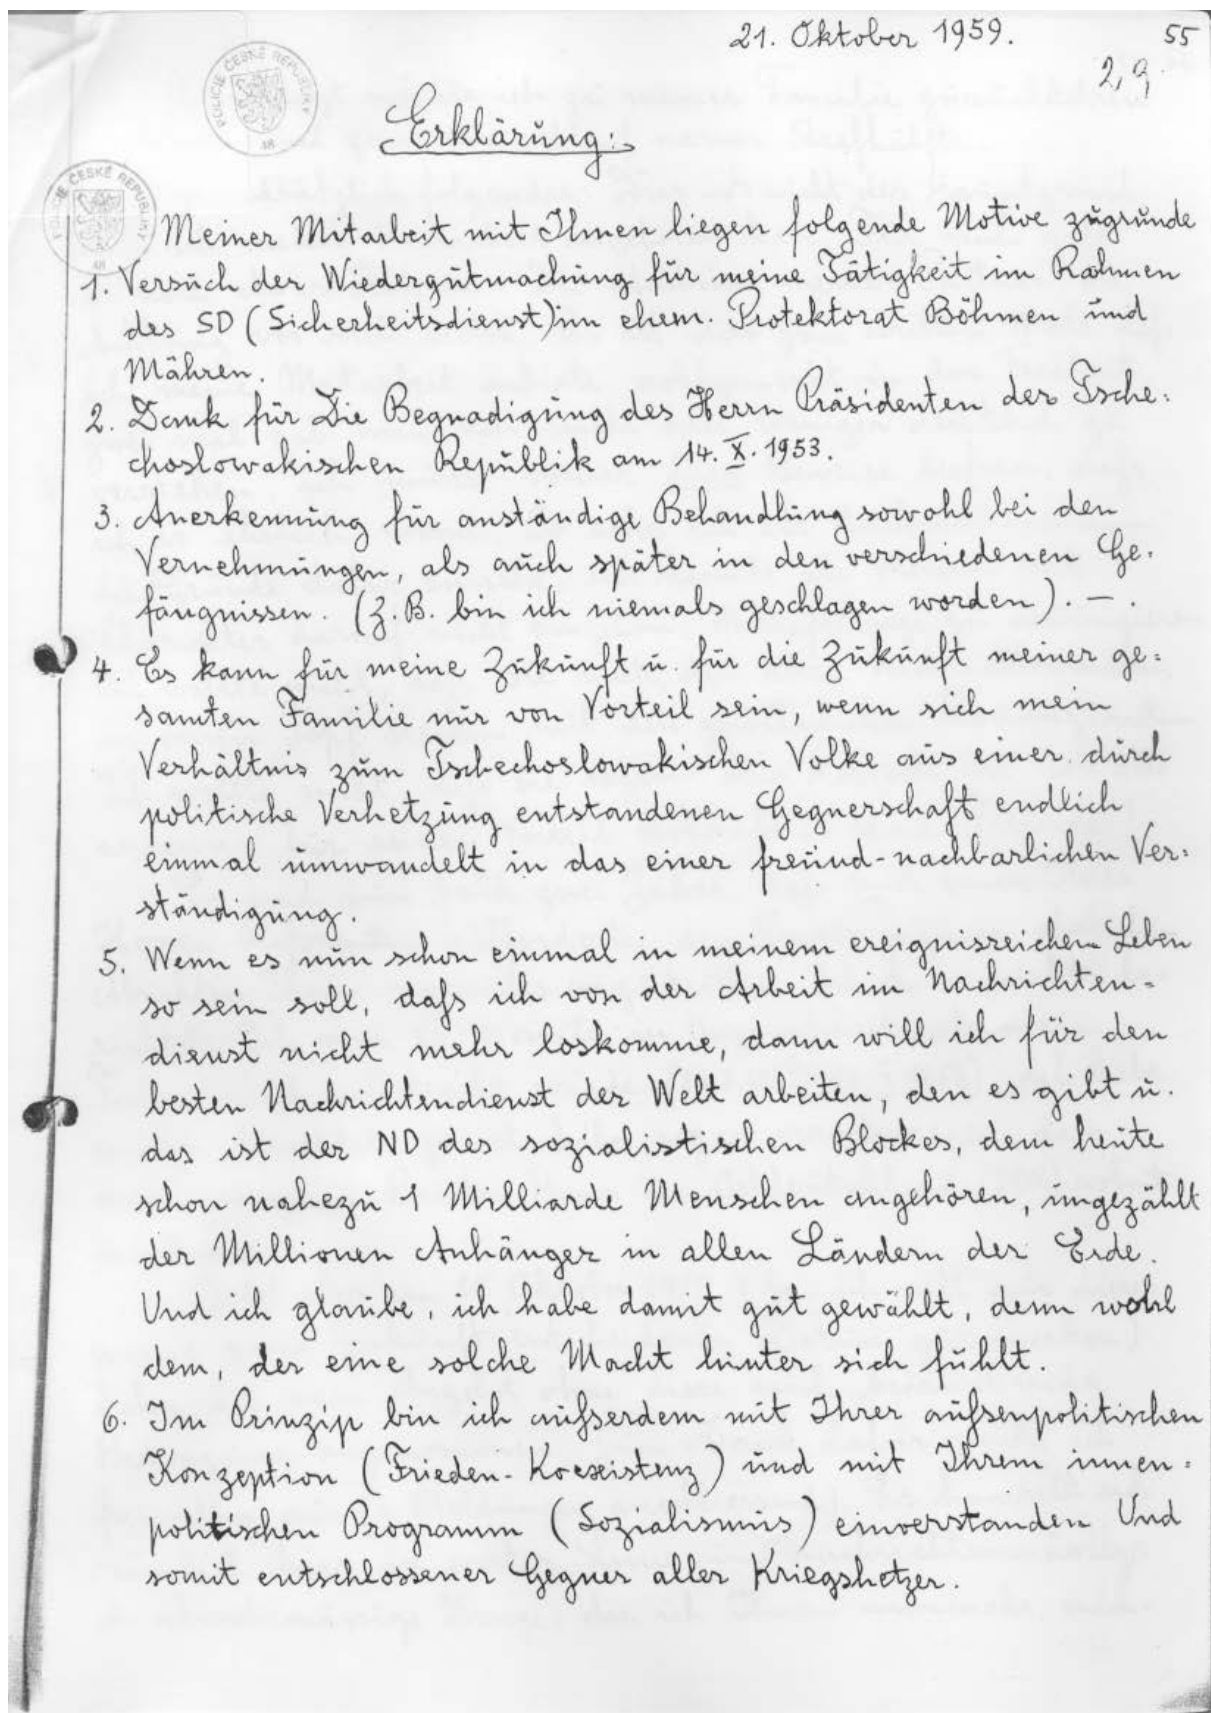 21. Oktober 1959.
55
POLICIE ČESKÉ REPUBLIKY
48
Erklärung:
POLICIE ČESKÉ REPUBLIKY
48
Meiner Mitarbeit mit Ihnen liegen folgende Motive zugrunde
1. Versuch der Wiedergutmachung für meine Tätigkeit im Rahmen
des SD (Sicherheitsdienst) im ehem. Protektorat Böhmen und
Mähren.
2. Dank für Die Begnadigung des Herrn Präsidenten der Tsche=
choslowakischen Republik am 14. X. 1953.
3. Anerkennung für anständige Behandlung sowohl bei den
Vernehmungen, als auch später in den verschiedenen Ge=
fängnissen. (Z. B. bin ich niemals geschlagen worden). – .
4. Es kann für meine Zukunft u. für die Zukunft meiner ge=
samten Familie nur von Vorteil sein, wenn sich mein
Verhältnis zum Tschechoslowakischen Volke aus einer durch
politische Verhetzung entstandenen Gegnerschaft endlich
einmal umwandelt in das einer freund-nachbarlichen Ver=
ständigung.
5. Wenn es nun schon einmal in meinem ereignisreichen Leben
so sein soll, daß ich von der Arbeit im Nachrichten=
dienst nicht mehr loskomme, dann will ich für den
besten Nachrichtendienst der Welt arbeiten, den es gibt u.
das ist der ND des sozialistischen Blockes, dem heute
schon nahezu 1 Milliarde Menschen angehören, ungezählt
der Millionen Anhänger in allen Ländern der Erde.
Und ich glaube, ich habe damit gut gewählt, denn wohl
dem, der eine solche Macht hinter sich fühlt.
6. Im Prinzip bin ich außerdem mit Ihrer außenpolitischen
Konzeption (Frieden-Koexistenz) und mit Ihrem innen=
politischen Programm (Sozialismus) einverstanden Und
somit entschlossener Gegner aller Kriegshetzer.